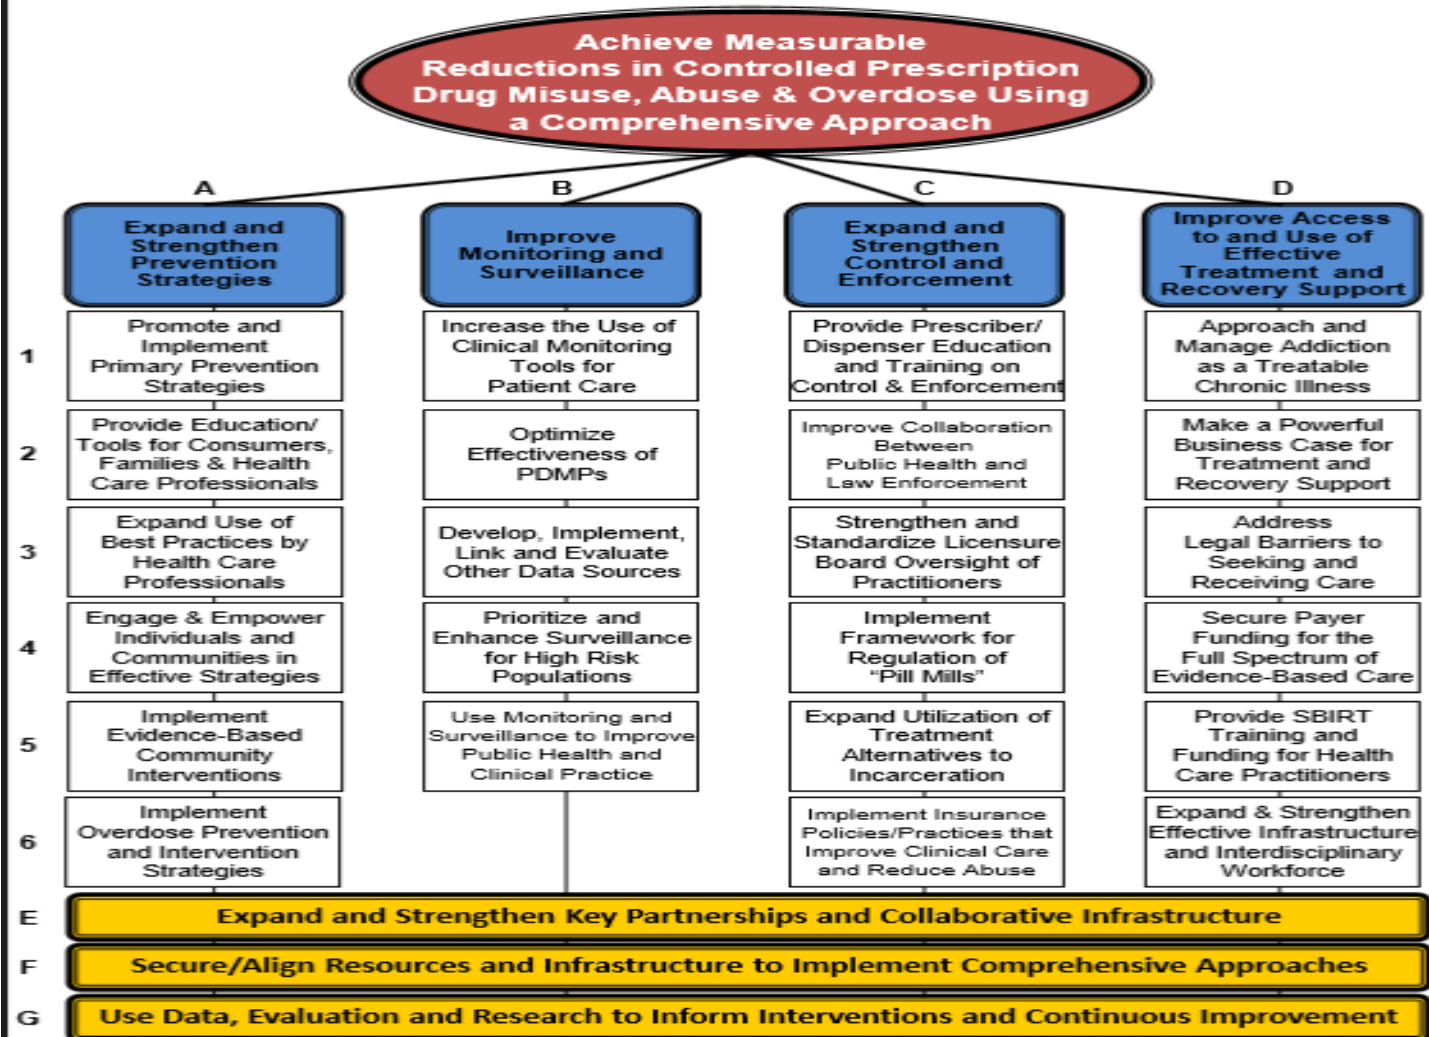 Achieve Measurable
Reductions in Controlled Prescription
Drug Misuse, Abuse & Overdose Using
a Comprehensive Approach
A
B
C
D
Expand and
Strengthen
Prevention
Strategies
Improve
Monitoring and
Surveillance
Expand and
Strengthen
Control and
Enforcement
Improve Access
to and Use of
Effective
Treatment and
Recovery Support
1
Promote and
Implement
Primary Prevention
Strategies
Increase the Use of
Clinical Monitoring
Tools for
Patient Care
Provide Prescriber/
Dispenser Education
and Training on
Control & Enforcement
Approach and
Manage Addiction
as a Treatable
Chronic Illness
2
Provide Education/
Tools for Consumers,
Families & Health
Care Professionals
Optimize
Effectiveness of
PDMPs
Improve Collaboration
Between
Public Health and
Law Enforcement
Make a Powerful
Business Case for
Treatment and
Recovery Support
3
Expand Use of
Best Practices by
Health Care
Professionals
Develop, Implement,
Link and Evaluate
Other Data Sources
Strengthen and
Standardize Licensure
Board Oversight of
Practitioners
Address
Legal Barriers to
Seeking and
Receiving Care
4
Engage & Empower
Individuals and
Communities in
Effective Strategies
Prioritize and
Enhance Surveillance
for High Risk
Populations
Implement
Framework for
Regulation of
“Pill Mills”
Secure Payer
Funding for the
Full Spectrum of
Evidence-Based Care
5
Implement
Evidence-Based
Community
Interventions
Use Monitoring and
Surveillance to Improve
Public Health and
Clinical Practice
Expand Utilization of
Treatment
Alternatives to
Incarceration
Provide SBIRT
Training and
Funding for Health
Care Practitioners
6
Implement
Overdose Prevention
and Intervention
Strategies
Implement Insurance
Policies/Practices that
Improve Clinical Care
and Reduce Abuse
Expand & Strengthen
Effective Infrastructure
and Interdisciplinary
Workforce
E
Expand and Strengthen Key Partnerships and Collaborative Infrastructure
F
Secure/Align Resources and Infrastructure to Implement Comprehensive Approaches
G
Use Data, Evaluation and Research to Inform Interventions and Continuous Improvement